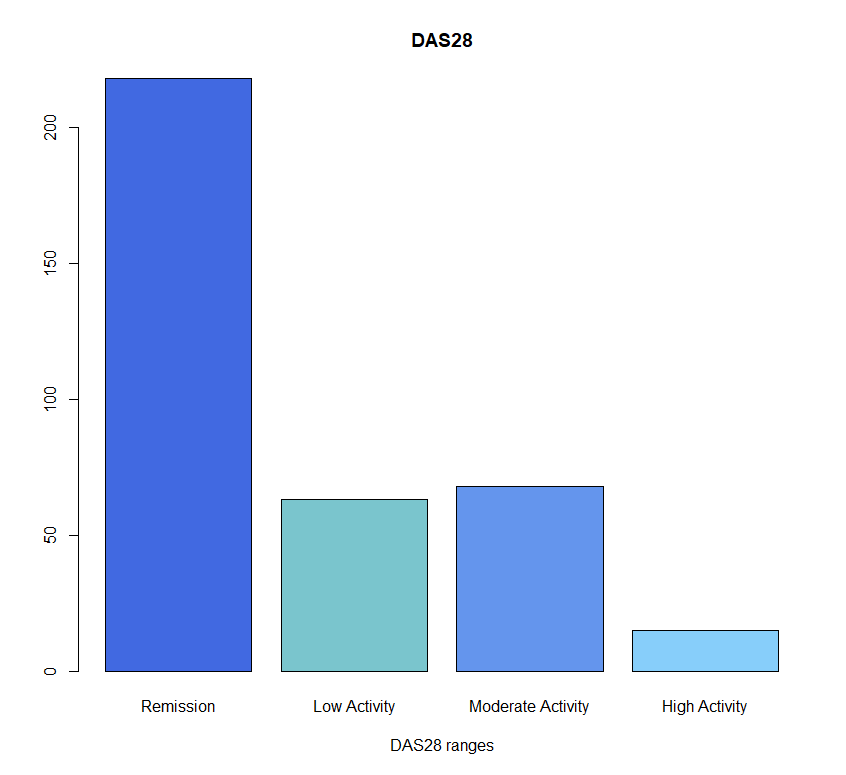 DAS28
200
150
100
50
0
Remission
Low Activity
Moderate Activity
High Activity
DAS28 ranges